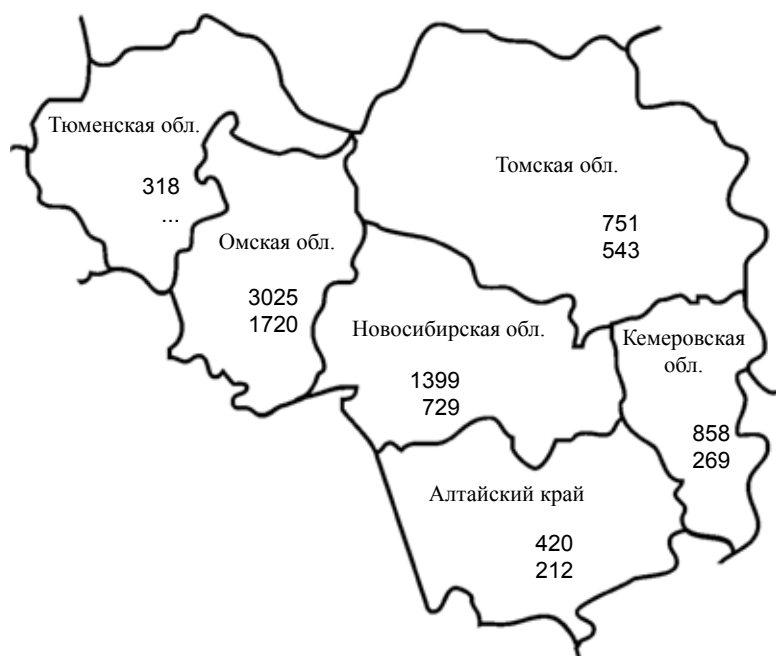 Тюменская обл.
318
...
Омская обл.
3025
1720
Томская обл.
751
543
Новосибирская обл.
1399
729
Кемеровская
обл.
858
269
Алтайский край
420
212